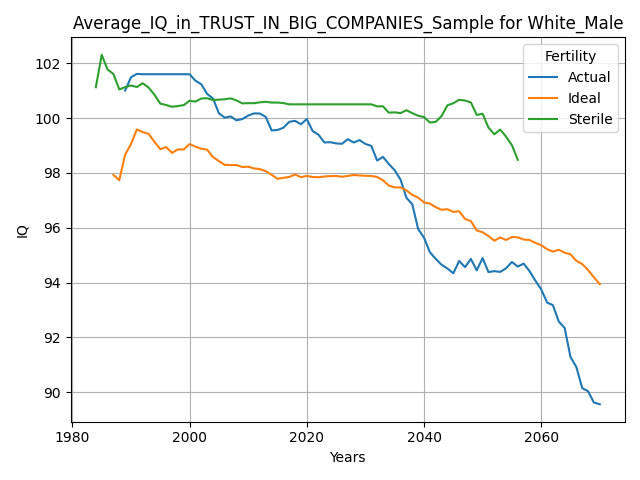 Average_IQ_in_TRUST_IN_BIG_COMPANIES_Sample for White_Male
Fertility
Actual
Ideal
Sterile
IQ
102
100
98
96
94
92
90
1980
2000
2020
2040
2060
Years